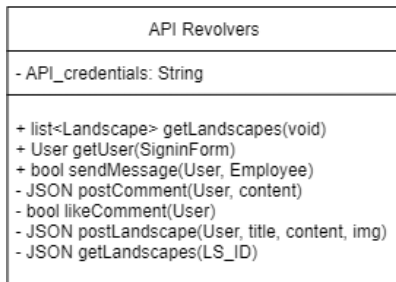 API Revolvers
- API_credentials: String
+ list<Landscape> getLandscapes(void)
+ User getUser(SigninForm)
+ bool sendMessage(User, Employee)
- JSON postComment(User, content)
- bool likeComment(User)
- JSON postLandscape(User, title, content, img)
- JSON getLandscapes(LS_ID)